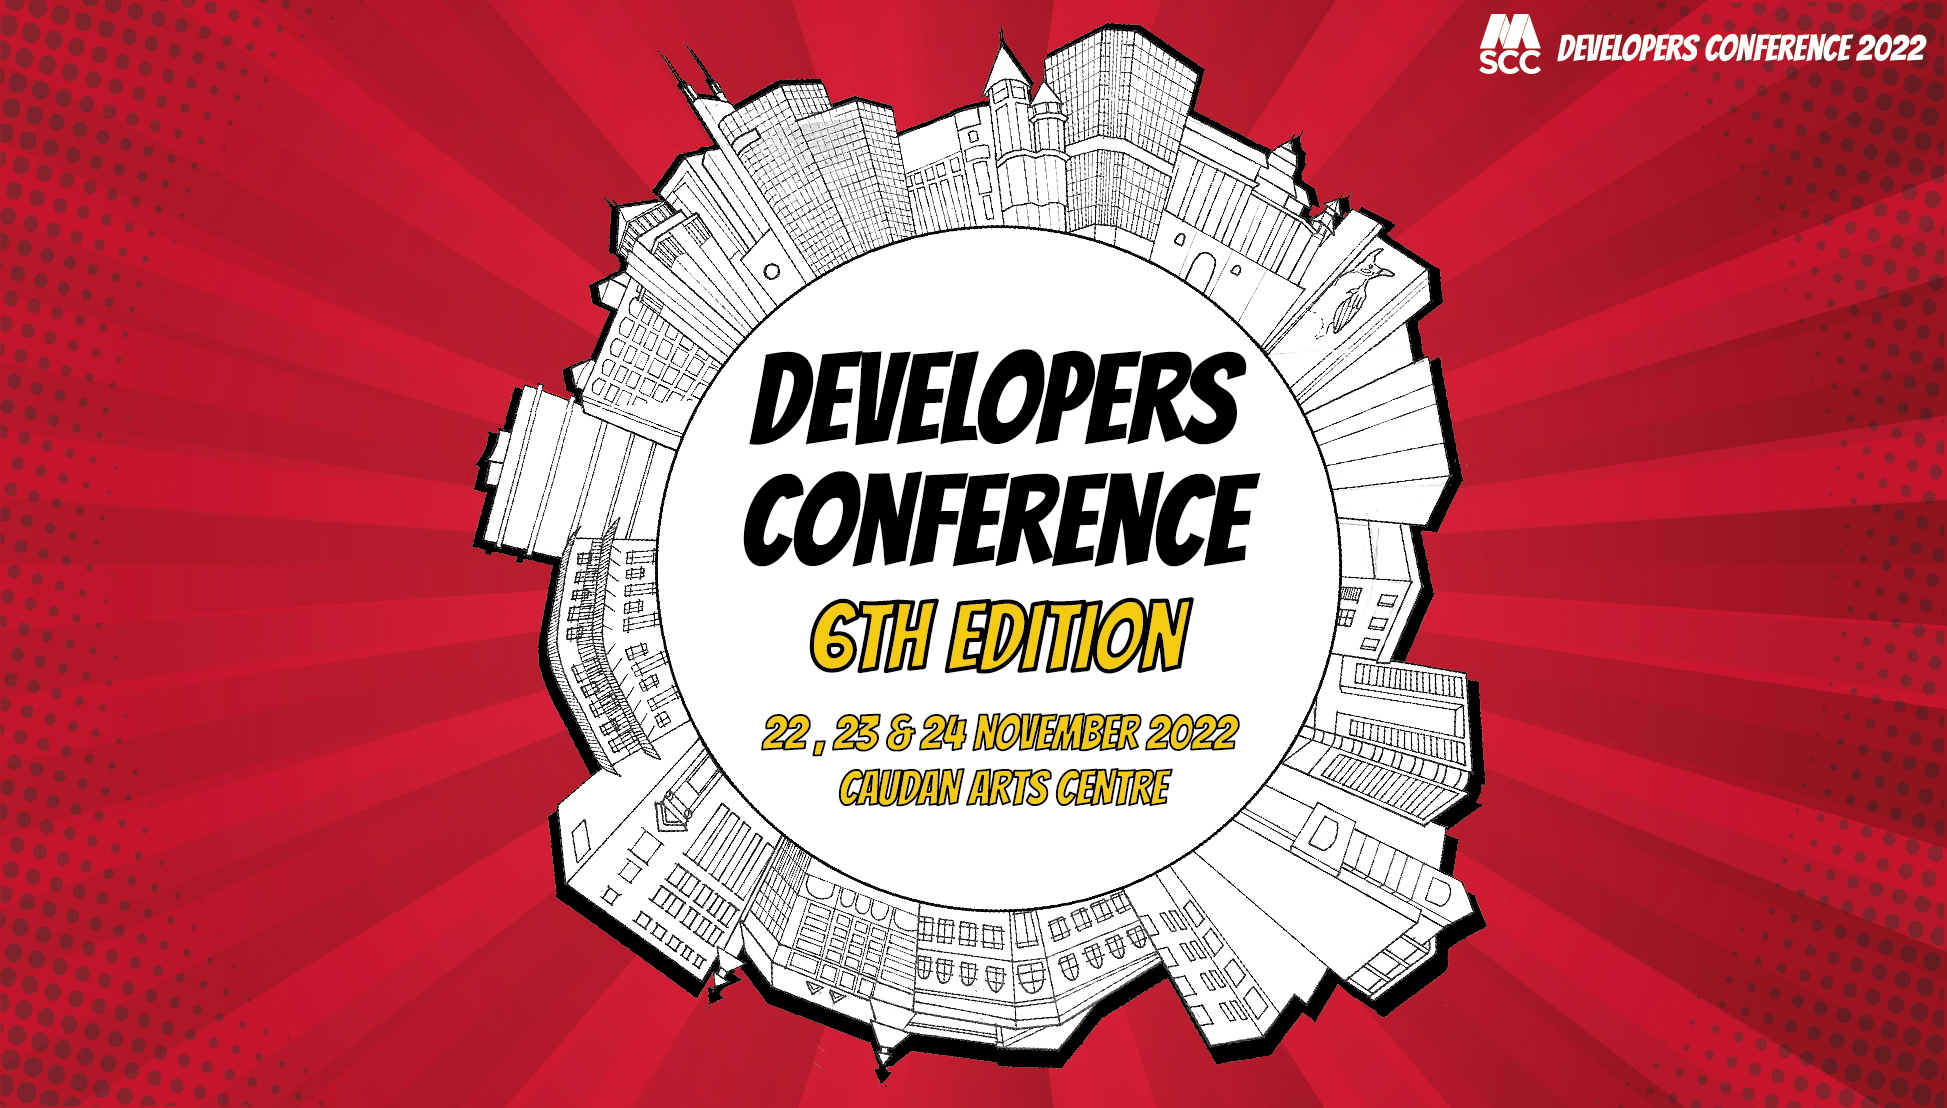 MSCC DEVELOPERS CONFERENCE 2022
DEVELOPERS
CONFERENCE
6TH EDITION
22 , 23 & 24 NOVEMBER 2022
CAUDAN ARTS CENTRE